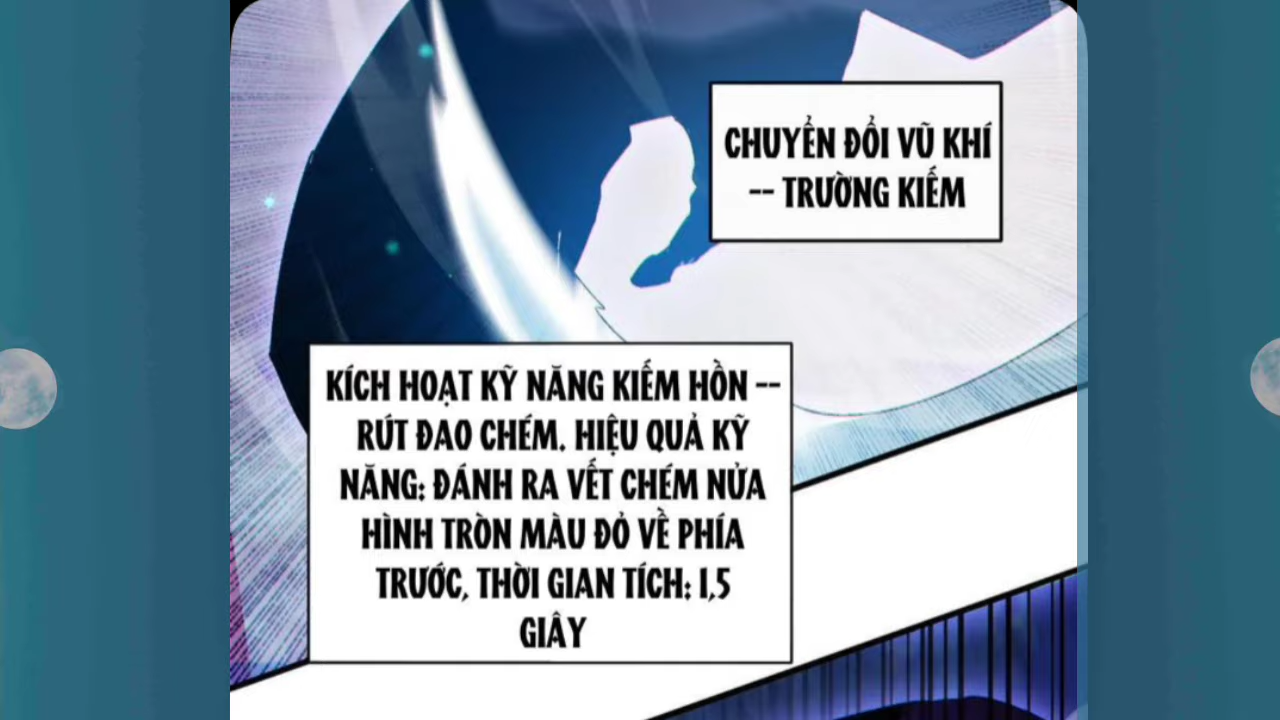 CHUYỂN ĐỔI VŨ KHÍ
-- TRƯỜNG KIẾM
KÍCH HOẠT KỸ NĂNG KIẾM HỒN --
RÚT ĐAO CHÉM. HIỆU QUẢ KỸ
NĂNG: ĐÁNH RA VẾT CHÉM NỬA
HÌNH TRÒN MÀU ĐỎ VỀ PHÍA
TRƯỚC, THỜI GIAN TÍCH: 1,5
GIÂY